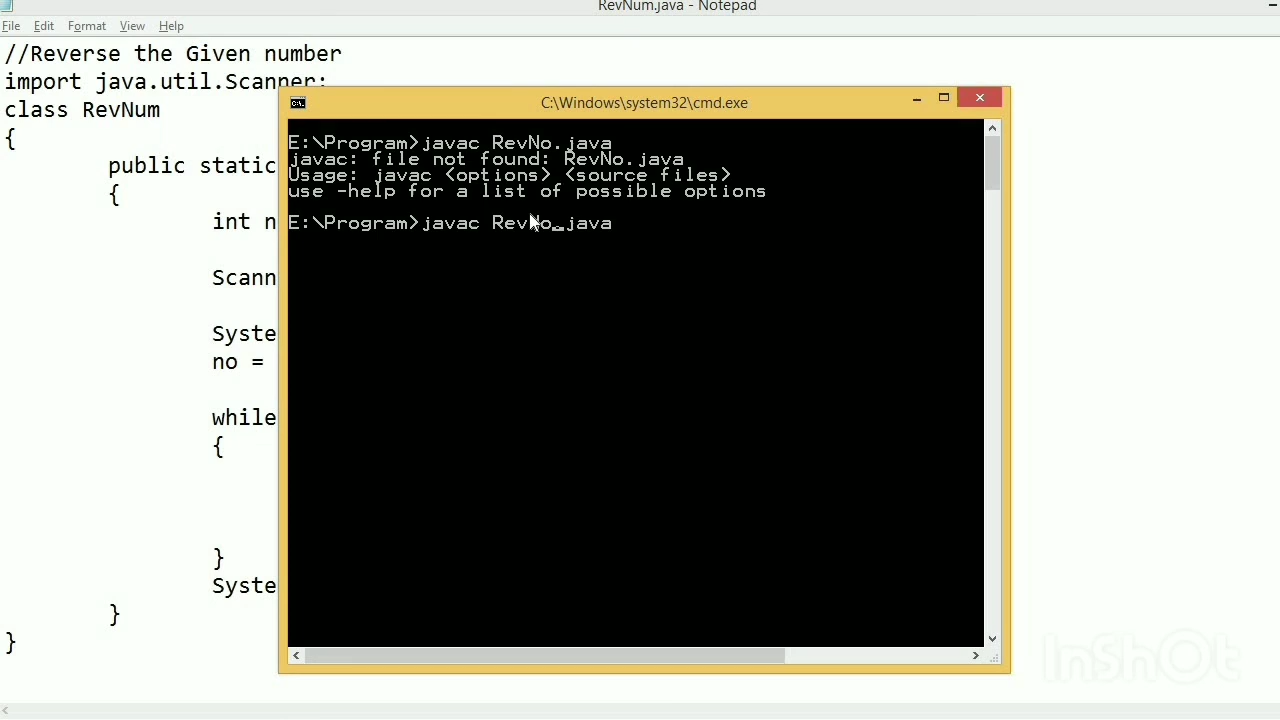 RevNum.java - Notepad
File Edit Format View Help
//Reverse the Given number
import java.util.Scanner;
class RevNum
{
public static
{
int n
Scann
Syste
no =
while
{
}
Syste
}
}
C:\Windows\system32\cmd.exe
E:\Program>javac RevNo.java
javac: file not found: RevNo.java
Usage: javac <options> <source files>
use -help for a list of possible options
E:\Program>javac RevNo.java
InShOt